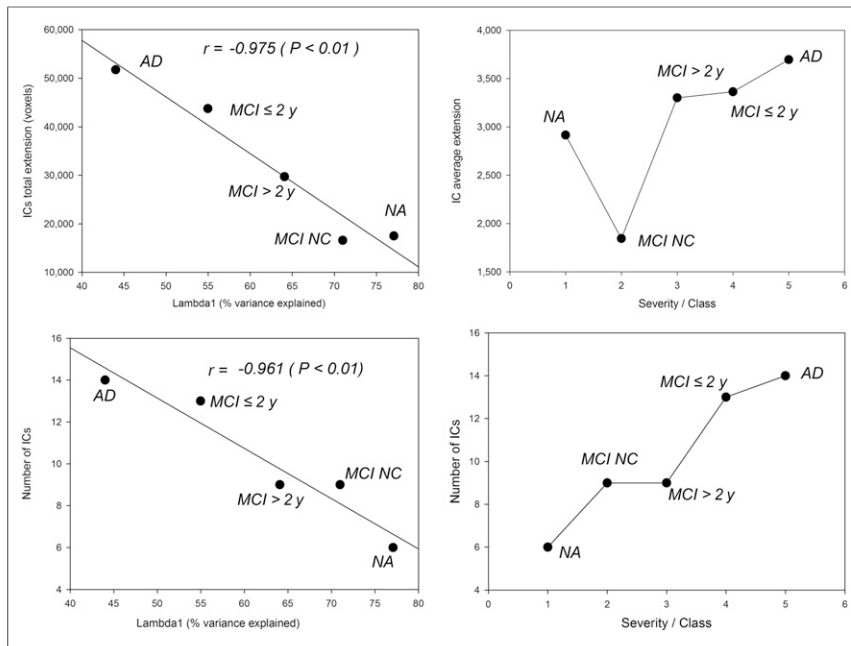 r = -0.975 ( P < 0.01 )
AD
MCI ≤ 2 y
MCI > 2 y
MCI NC
NA
ICs total extension (voxels)
60,000
50,000
40,000
30,000
20,000
10,000
40 45 50 55 60 65 70 75 80
Lambda1 (% variance explained)
AD
MCI > 2 y
MCI ≤ 2 y
NA
MCI NC
IC average extension
4,000
3,500
3,000
2,500
2,000
1,500
0 1 2 3 4 5 6
Severity / Class
r = -0.961 ( P < 0.01)
AD
MCI ≤ 2 y
MCI NC
MCI > 2 y
NA
Number of ICs
16
14
12
10
8
6
4
40 45 50 55 60 65 70 75 80
Lambda1 (% variance explained)
MCI ≤ 2 y
AD
MCI NC
MCI > 2 y
NA
Number of ICs
16
14
12
10
8
6
4
0 1 2 3 4 5 6
Severity / Class